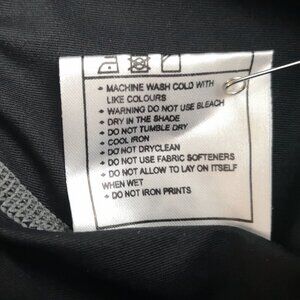 • MACHINE WASH COLD WITH
LIKE COLOURS
• WARNING DO NOT USE BLEACH
• DRY IN THE SHADE
• DO NOT TUMBLE DRY
COOL IRON
• DO NOT DRYCLEAN
• DO NOT USE FABRIC SOFTENERS
• DO NOT ALLOW TO LAY ON ITSELF
WHEN WET
• DO NOT IRON PRINTS